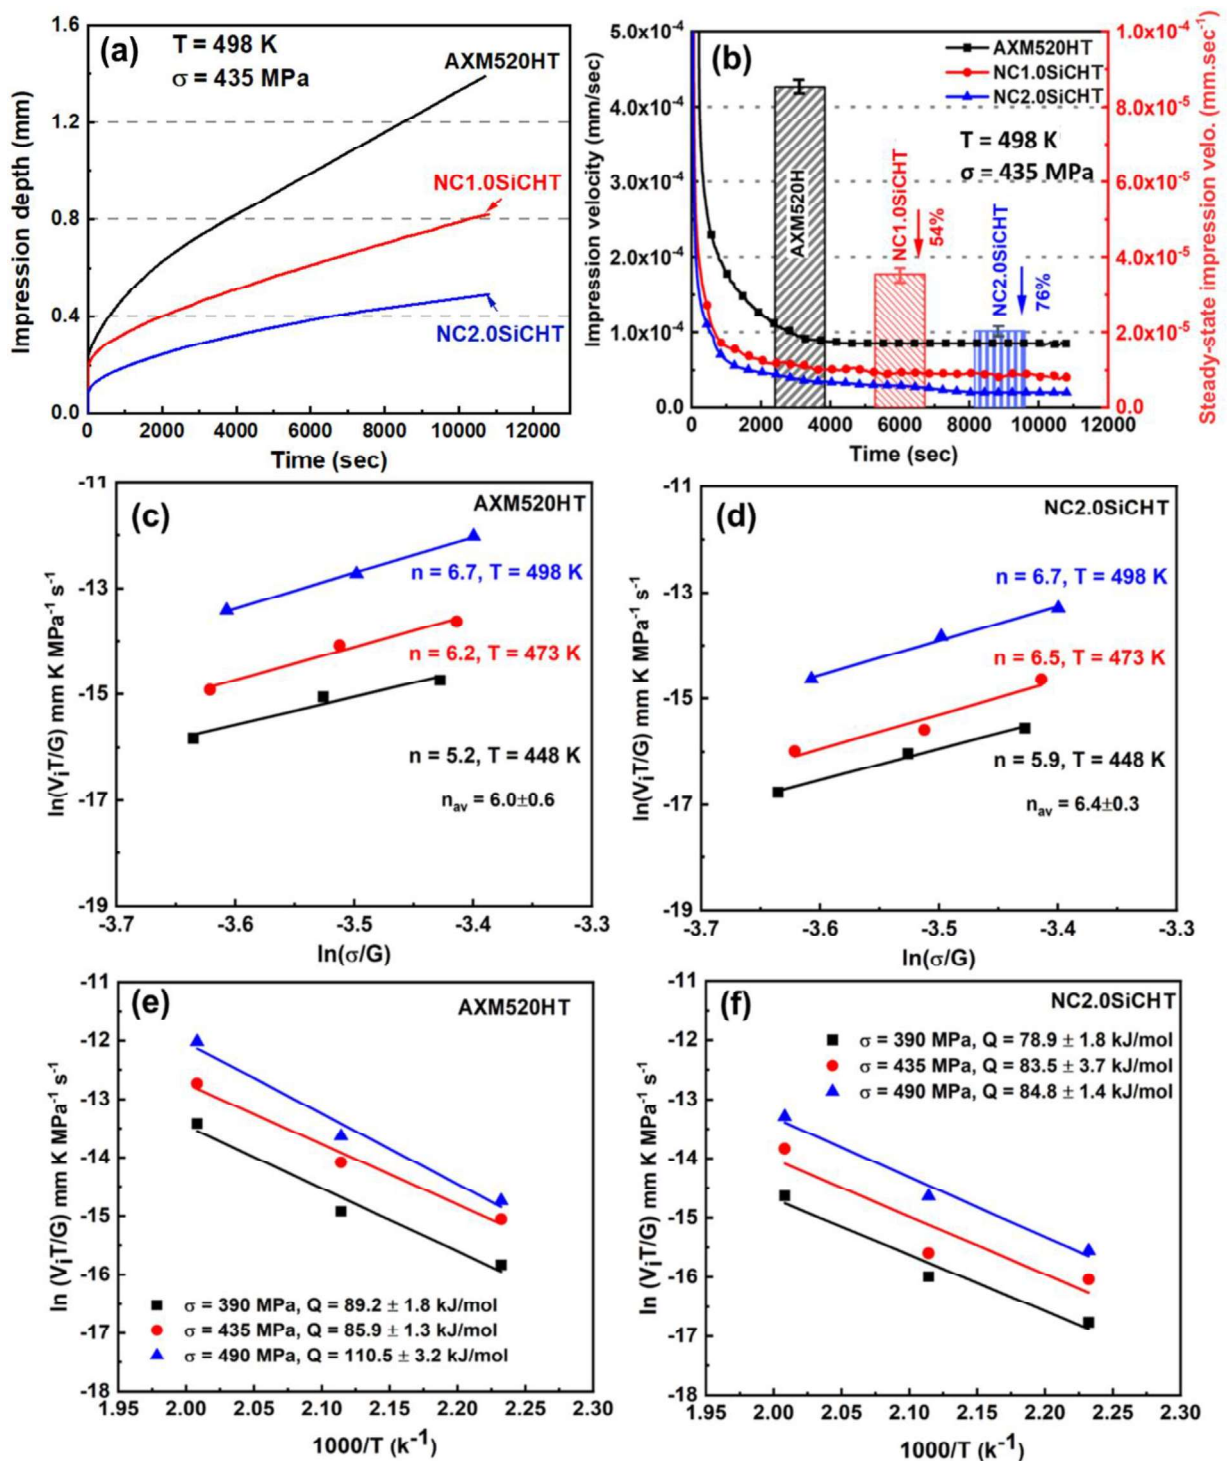 (a)
T = 498 K
σ = 435 MPa
AXM520HT
NC1.0SiCHT
NC2.0SiCHT
1.6
1.2
0.8
0.4
0.0
Impression depth (mm)
0 2000 4000 6000 8000 10000 12000
Time (sec)
(b)
AXM520HT
NC1.0SiCHT
NC2.0SiCHT
T = 498 K
σ = 435 MPa
AXM520H
NC1.0SiCHT
54%
NC2.0SiCHT
76%
5.0x10⁻⁴
4.0x10⁻⁴
3.0x10⁻⁴
2.0x10⁻⁴
1.0x10⁻⁴
0.0
Impression velocity (mm/sec)
1.0x10⁻⁴
8.0x10⁻⁵
6.0x10⁻⁵
4.0x10⁻⁵
2.0x10⁻⁵
0.0
Steady-state impression velo. (mm.sec⁻¹)
0 2000 4000 6000 8000 10000 12000
Time (sec)
(c)
AXM520HT
n = 6.7, T = 498 K
n = 6.2, T = 473 K
n = 5.2, T = 448 K
nav = 6.0±0.6
-11
-13
-15
-17
-19
ln(ViT/G) mm K MPa⁻¹ s⁻¹
-3.7 -3.6 -3.5 -3.4 -3.3
ln(σ/G)
(d)
NC2.0SiCHT
n = 6.7, T = 498 K
n = 6.5, T = 473 K
n = 5.9, T = 448 K
nav = 6.4±0.3
-11
-13
-15
-17
-19
ln(ViT/G) mm K MPa⁻¹ s⁻¹
-3.7 -3.6 -3.5 -3.4 -3.3
ln(σ/G)
(e)
AXM520HT
σ = 390 MPa, Q = 89.2 ± 1.8 kJ/mol
σ = 435 MPa, Q = 85.9 ± 1.3 kJ/mol
σ = 490 MPa, Q = 110.5 ± 3.2 kJ/mol
-11
-12
-13
-14
-15
-16
-17
-18
ln (ViT/G) mm K MPa⁻¹ s⁻¹
1.95 2.00 2.05 2.10 2.15 2.20 2.25 2.30
1000/T (k⁻¹)
(f)
NC2.0SiCHT
σ = 390 MPa, Q = 78.9 ± 1.8 kJ/mol
σ = 435 MPa, Q = 83.5 ± 3.7 kJ/mol
σ = 490 MPa, Q = 84.8 ± 1.4 kJ/mol
-11
-12
-13
-14
-15
-16
-17
-18
ln (ViT/G) mm K MPa⁻¹ s⁻¹
1.95 2.00 2.05 2.10 2.15 2.20 2.25 2.30
1000/T (k⁻¹)